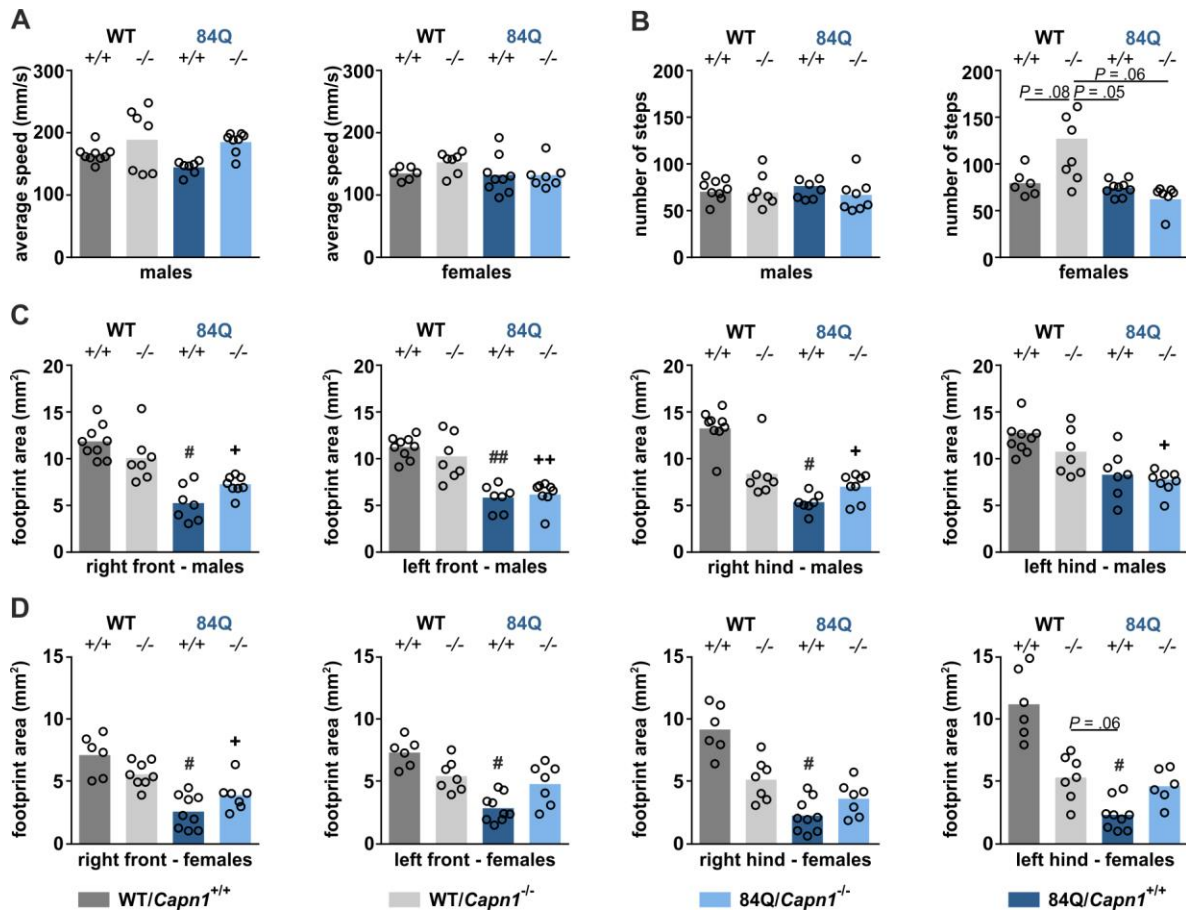 A
B
WT 84Q
+/+ -/- +/+ -/-
average speed (mm/s)
300
200
100
0
males
WT 84Q
+/+ -/- +/+ -/-
average speed (mm/s)
300
200
100
0
females
WT 84Q
+/+ -/- +/+ -/-
number of steps
200
150
100
50
0
males
WT 84Q
+/+ -/- +/+ -/-
P = .06
P = .08 P = .05
number of steps
200
150
100
50
0
females
C
WT 84Q
+/+ -/- +/+ -/-
footprint area (mm²)
20
15
10
5
0
# +
right front - males
WT 84Q
+/+ -/- +/+ -/-
footprint area (mm²)
20
15
10
5
0
## ++
left front - males
WT 84Q
+/+ -/- +/+ -/-
footprint area (mm²)
20
15
10
5
0
# +
right hind - males
WT 84Q
+/+ -/- +/+ -/-
footprint area (mm²)
20
15
10
5
0
+
left hind - males
D
WT 84Q
+/+ -/- +/+ -/-
footprint area (mm²)
15
10
5
0
# +
right front - females
WT 84Q
+/+ -/- +/+ -/-
footprint area (mm²)
15
10
5
0
#
left front - females
WT 84Q
+/+ -/- +/+ -/-
footprint area (mm²)
15
10
5
0
#
right hind - females
WT 84Q
+/+ -/- +/+ -/-
footprint area (mm²)
15
10
5
0
P = .06
#
left hind - females
WT/Capn1+/+ WT/Capn1-/- 84Q/Capn1-/- 84Q/Capn1+/+